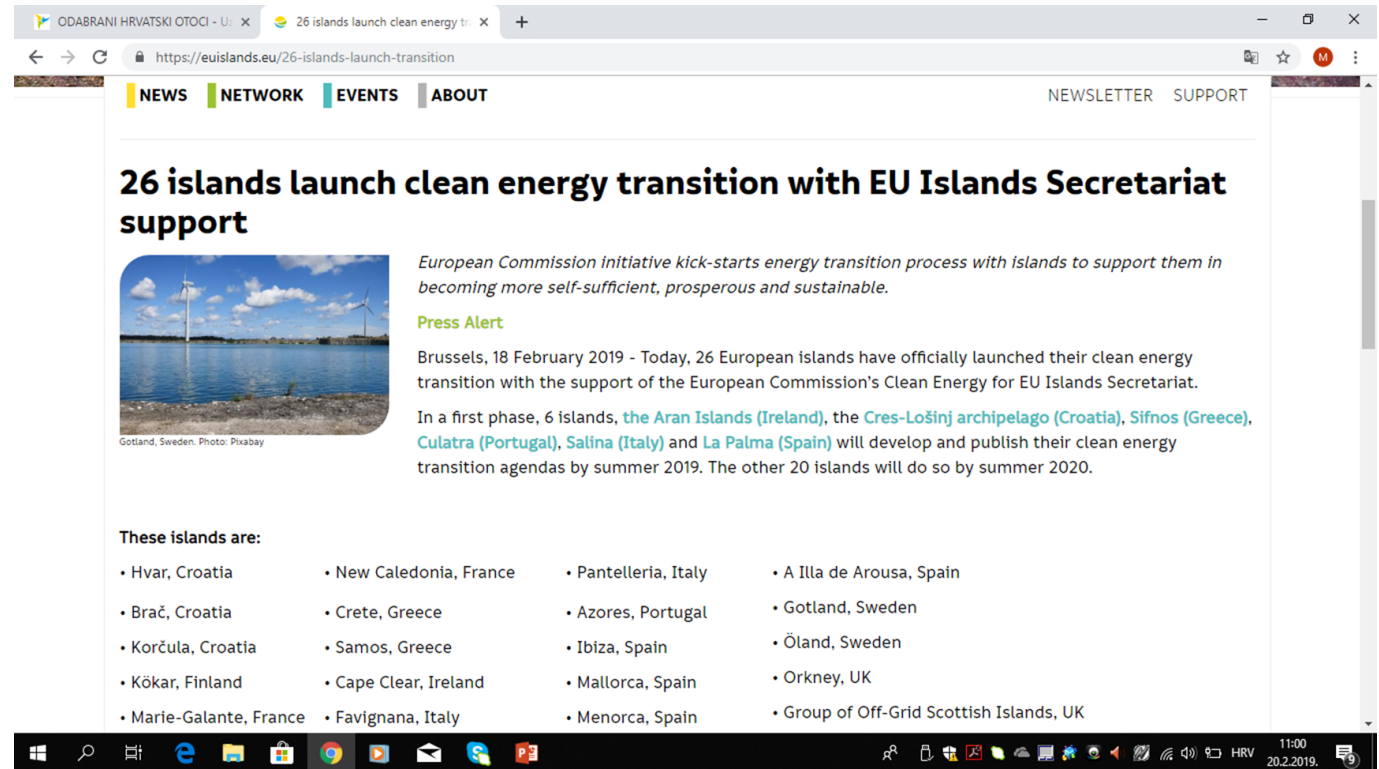 ODABRANI HRVATSKI OTOCI - U
26 islands launch clean energy tr
https://euislands.eu/26-islands-launch-transition
M
NEWS NETWORK EVENTS ABOUT NEWSLETTER SUPPORT
26 islands launch clean energy transition with EU Islands Secretariat
support
European Commission initiative kick-starts energy transition process with islands to support them in
becoming more self-sufficient, prosperous and sustainable.
Press Alert
Brussels, 18 February 2019 - Today, 26 European islands have officially launched their clean energy
transition with the support of the European Commission's Clean Energy for EU Islands Secretariat.
In a first phase, 6 islands, the Aran Islands (Ireland), the Cres-Lošinj archipelago (Croatia), Sifnos (Greece),
Culatra (Portugal), Salina (Italy) and La Palma (Spain) will develop and publish their clean energy
transition agendas by summer 2019. The other 20 islands will do so by summer 2020.
Gotland, Sweden. Photo: Pixabay
These islands are:
• Hvar, Croatia • New Caledonia, France • Pantelleria, Italy • A Illa de Arousa, Spain
• Brač, Croatia • Crete, Greece • Azores, Portugal • Gotland, Sweden
• Korčula, Croatia • Samos, Greece • Ibiza, Spain • Öland, Sweden
• Kökar, Finland • Cape Clear, Ireland • Mallorca, Spain • Orkney, UK
• Marie-Galante, France • Favignana, Italy • Menorca, Spain • Group of Off-Grid Scottish Islands, UK
HRV
11:00
20.2.2019.
9